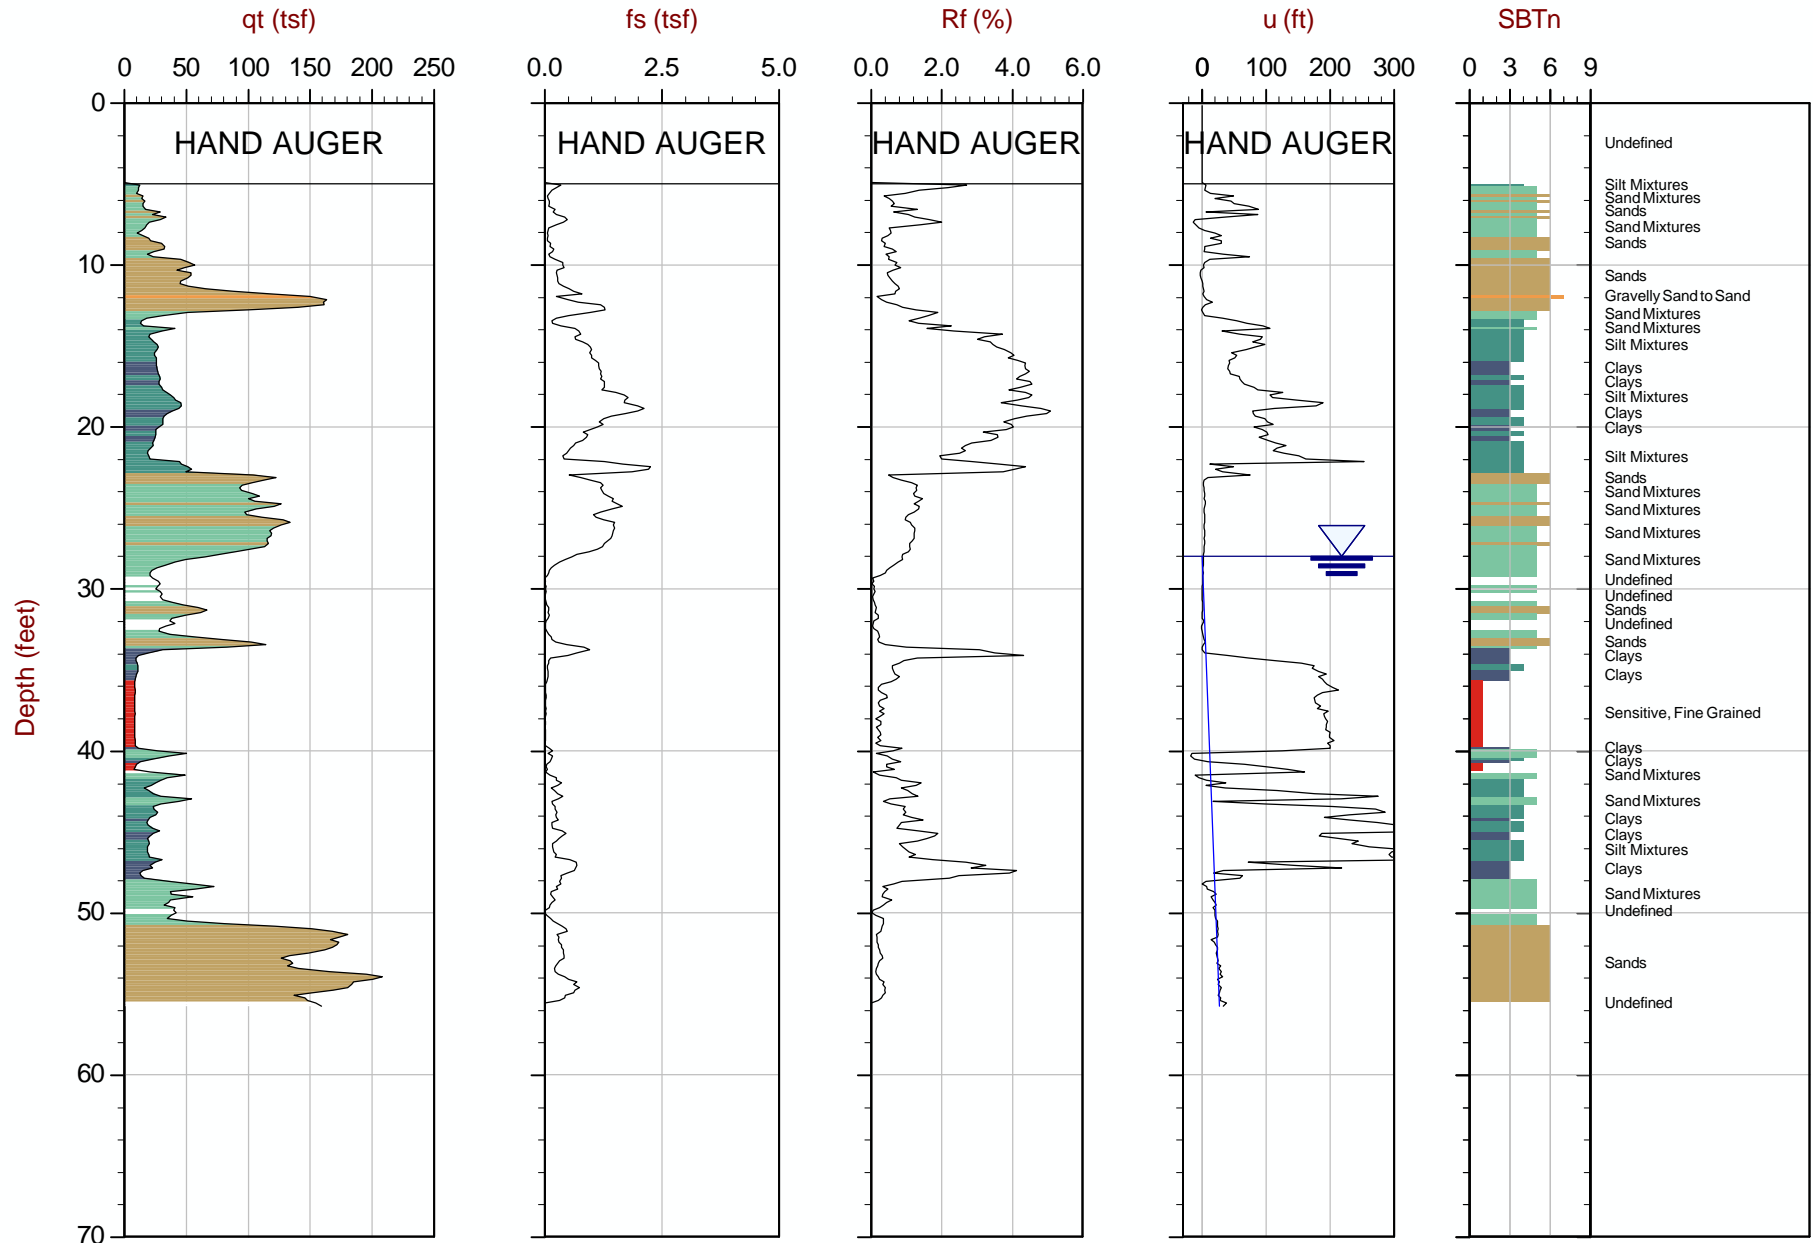 qt (tsf) fs (tsf) Rf (%) u (ft) SBTn
0 50 100 150 200 250 0.0 2.5 5.0 0.0 2.0 4.0 6.0 0 100 200 300 0 3 6 9
0
HAND AUGER HAND AUGER HAND AUGER HAND AUGER Undefined
Silt Mixtures
Sand Mixtures
Sands
Sand Mixtures
Sands
10
Sands
Gravelly Sand to Sand
Sand Mixtures
Sand Mixtures
Silt Mixtures
Clays
Clays
Silt Mixtures
Clays
20 Clays
Silt Mixtures
Sands
Sand Mixtures
Sand Mixtures
Sand Mixtures
Sand Mixtures
Undefined
30
Undefined
Sands
Undefined
Sands
Clays
Clays
Depth (feet)
Sensitive, Fine Grained
40 Clays
Clays
Sand Mixtures
Sand Mixtures
Clays
Clays
Silt Mixtures
Clays
Sand Mixtures
50 Undefined
Sands
Undefined
60
70